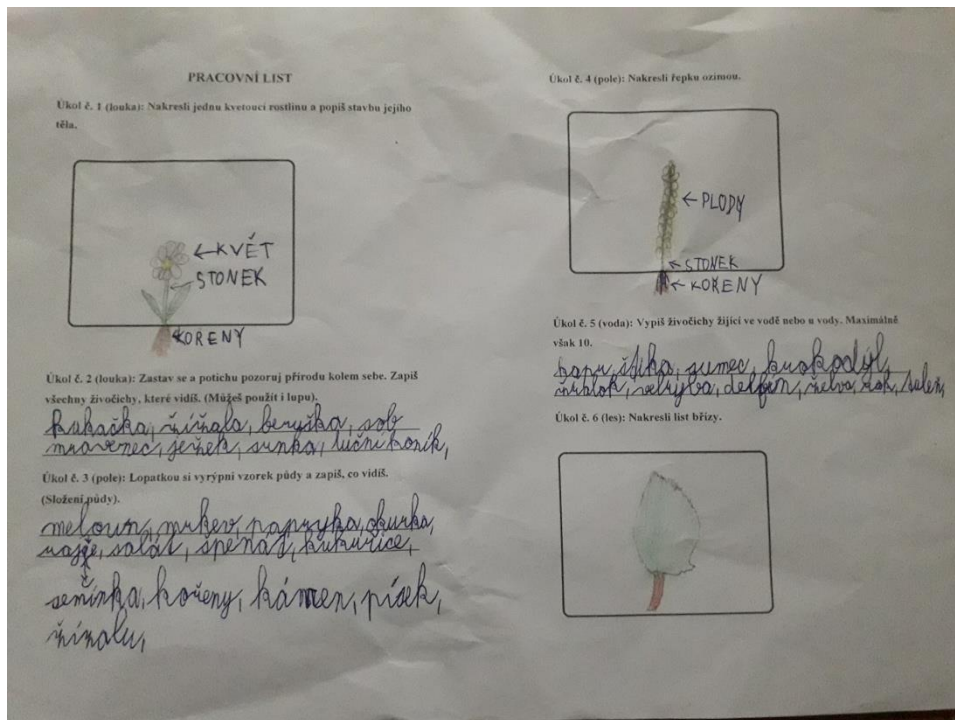 PRACOVNÍ LIST
Úkol č. 1 (louka): Nakresli jednu kvetoucí rostlinu a popiš stavbu jejího
těla.
←KVĚT
←STONEK
←KOŘENY
Úkol č. 2 (louka): Zastav se a potichu pozoruj přírodu kolem sebe. Zapiš
všechny živočichy, které vidíš. (Můžeš použít i lupu).
kukačka, žížala, beruška, sob
mravenec, ježek, svnka, luční koník,
Úkol č. 3 (pole): Lopatkou si vyrýpni vzorek půdy a zapiš, co vidíš.
(Složení půdy).
meloun, mrkev, papryka, okurka,
rajče, salát, špenát, kukuřice,
semínka, kořeny, kámen, písek,
žížalu,
Úkol č. 4 (pole): Nakresli řepku ozimou.
← PLODY
← STONEK
← KOŘENY
Úkol č. 5 (voda): Vypiš živočichy žijící ve vodě nebo u vody. Maximálně
však 10.
kapr, štika, sumec, krokodýl,
žralok, velryba, delfín, želva, rak,
Úkol č. 6 (les): Nakresli list břízy.